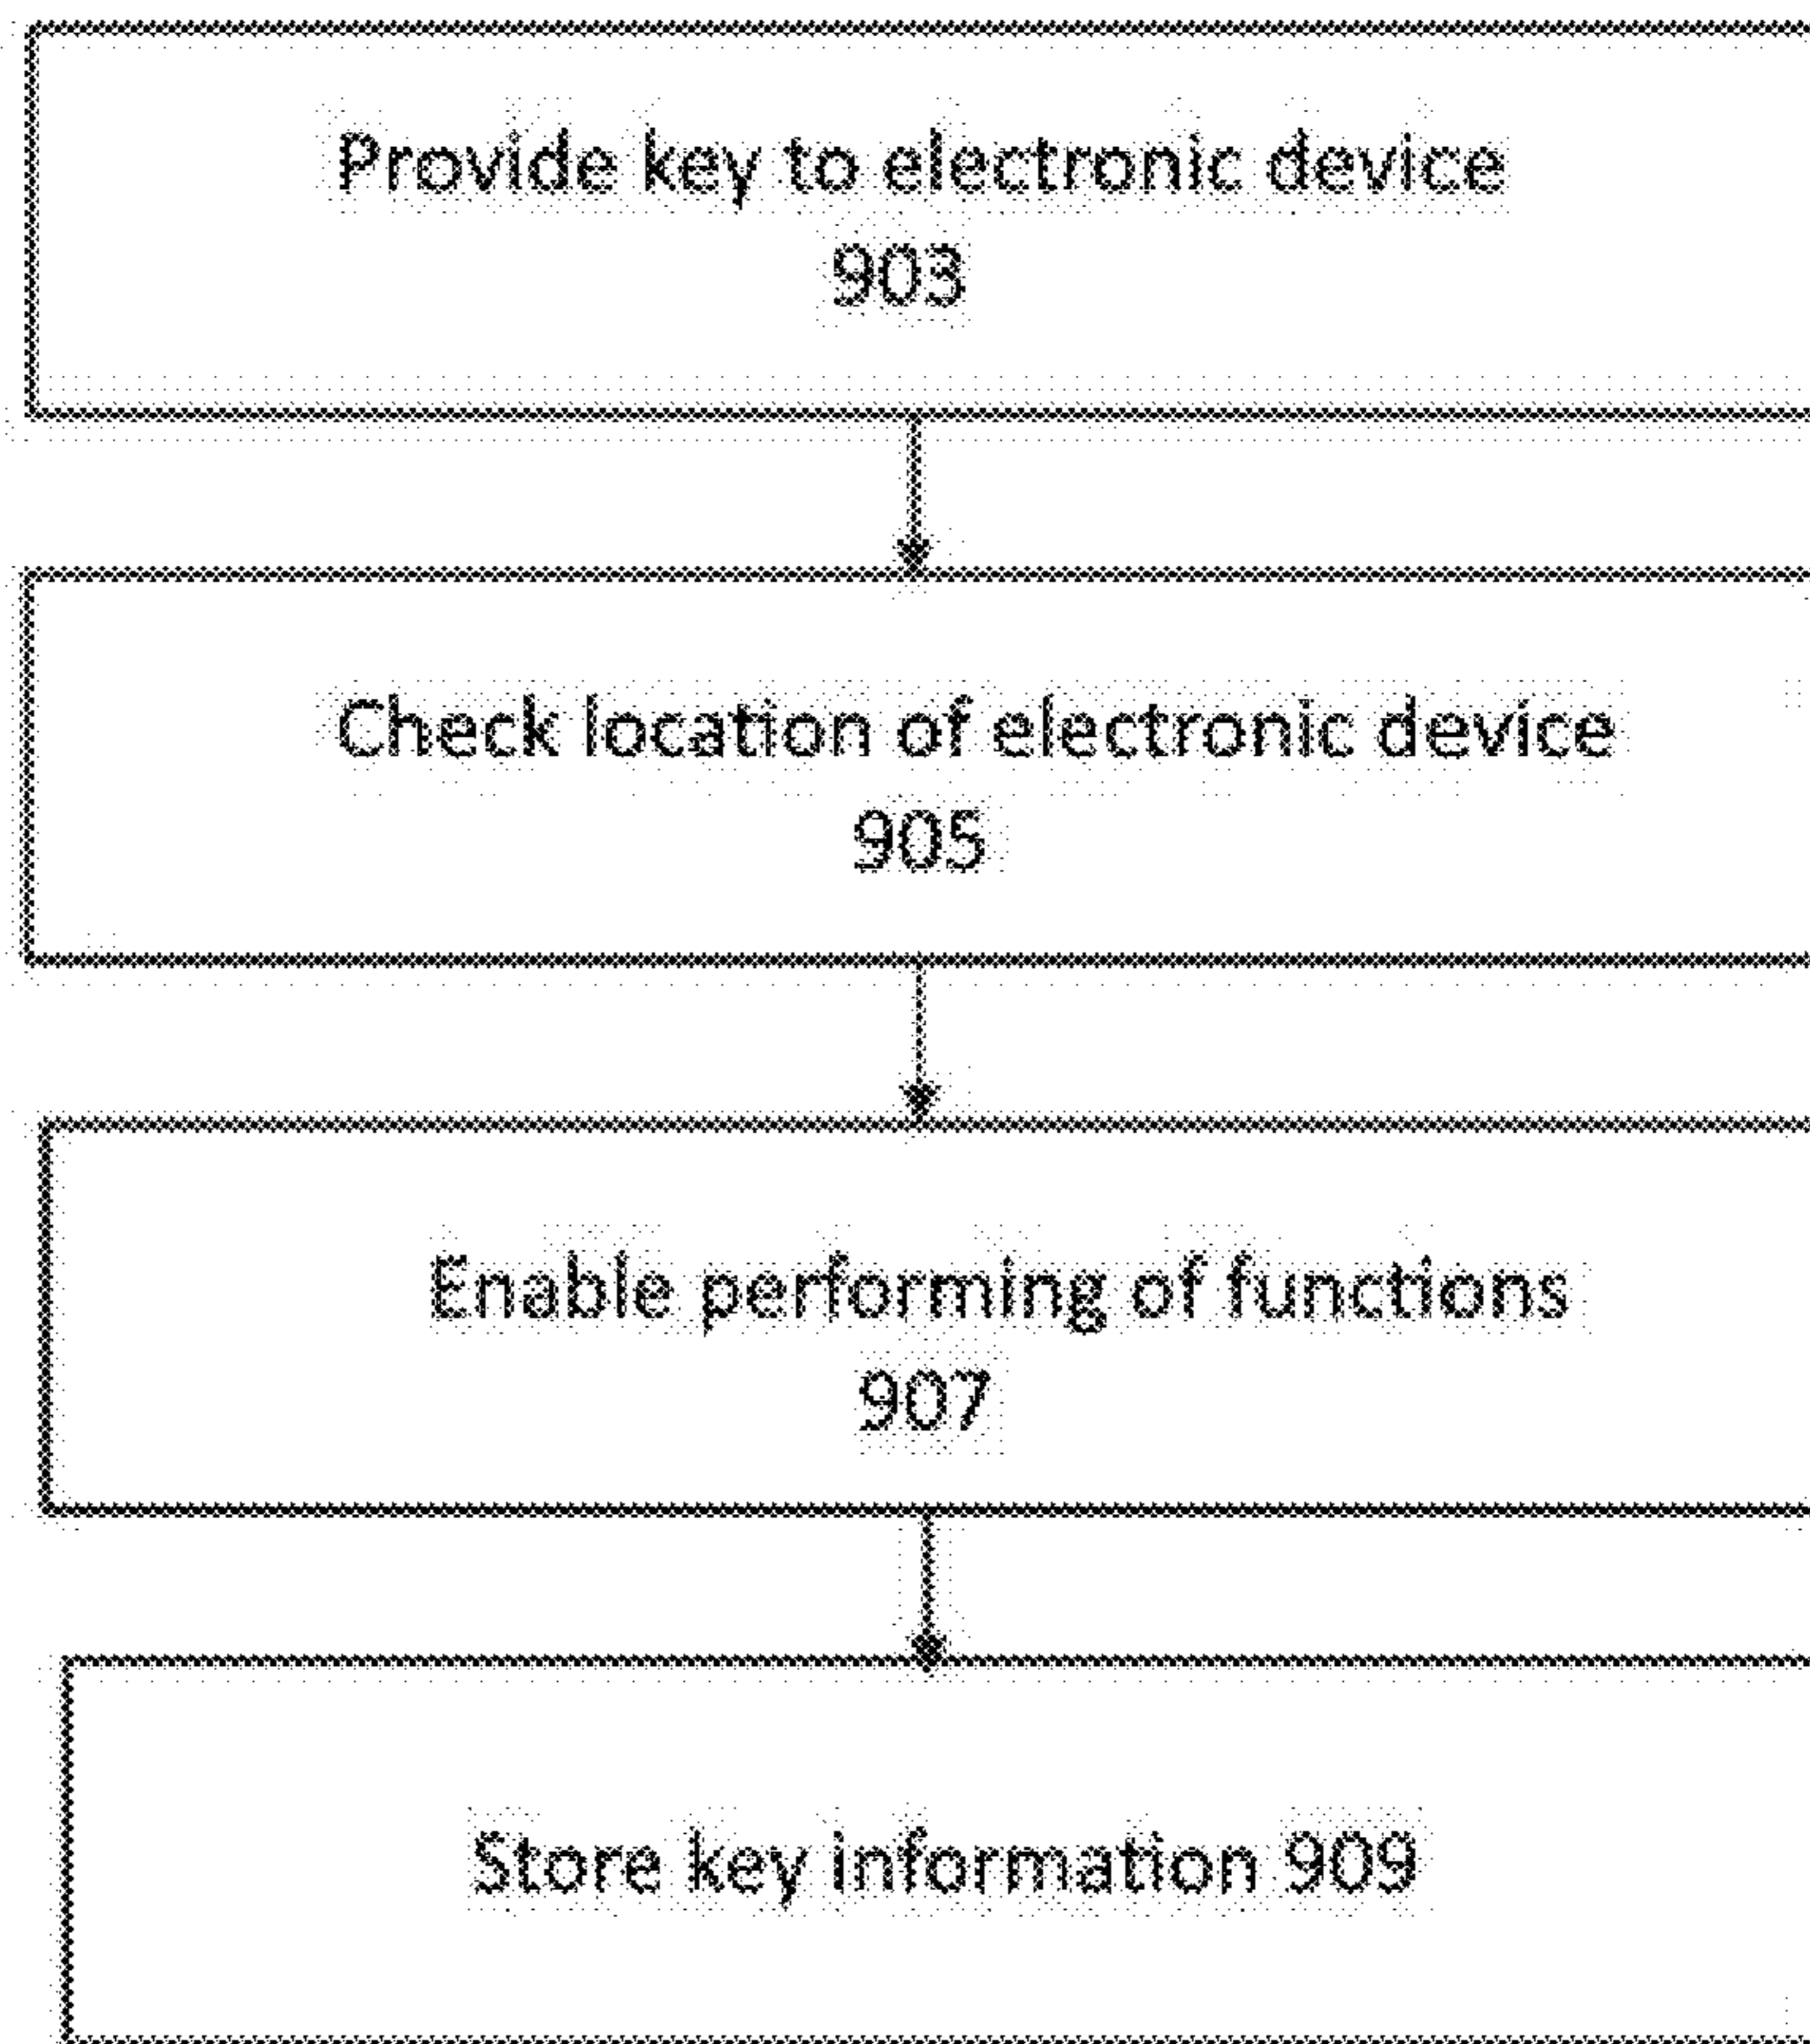 Provide key to electronic device
903
Check location of electronic device
905
Enable performing of functions
907
Store key information 909